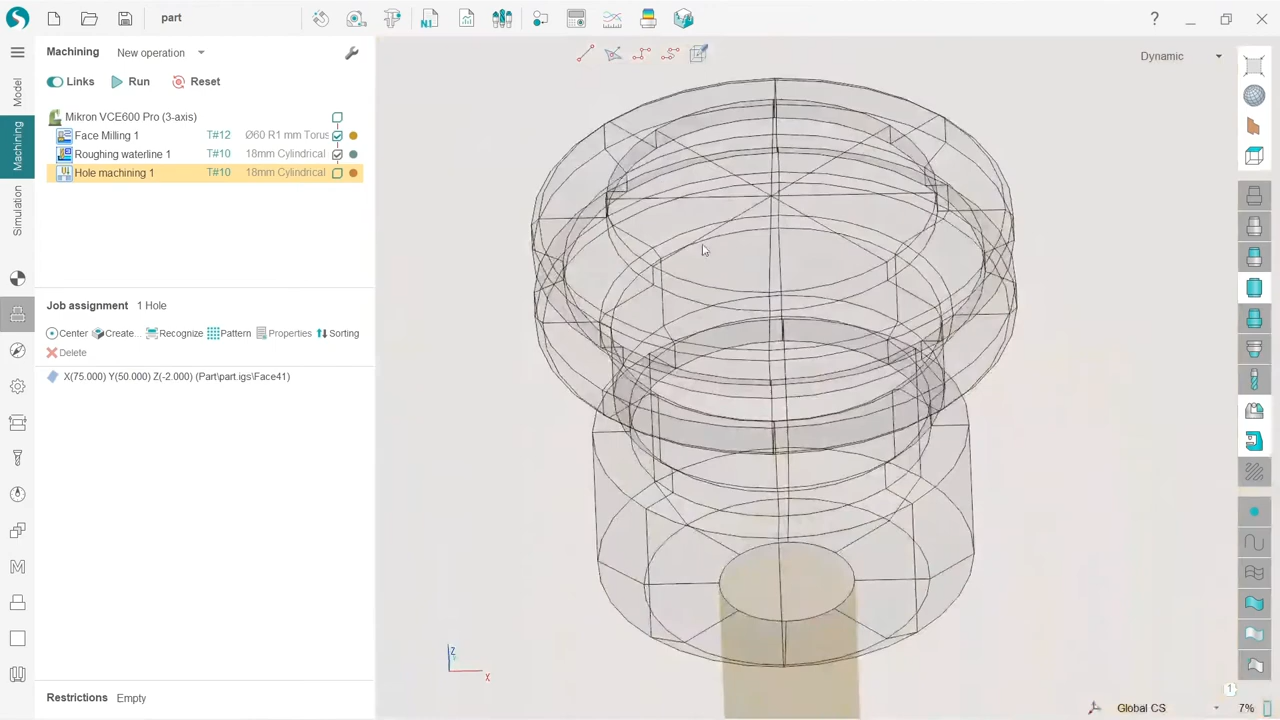 part
N1
?
Machining New operation
Links Run Reset
Mikron VCE600 Pro (3-axis)
Face Milling 1 T#12 Ø60 R1 mm Torus
Roughing waterline 1 T#10 18mm Cylindrical
Hole machining 1 T#10 18mm Cylindrical
Model
Machining
Simulation
Job assignment 1 Hole
Center Create... Recognize Pattern Properties Sorting
Delete
X(75.000) Y(50.000) Z(-2.000) (Part\part.igs\Face41)
Restrictions Empty
Dynamic
Z
X
1
Global CS 7%